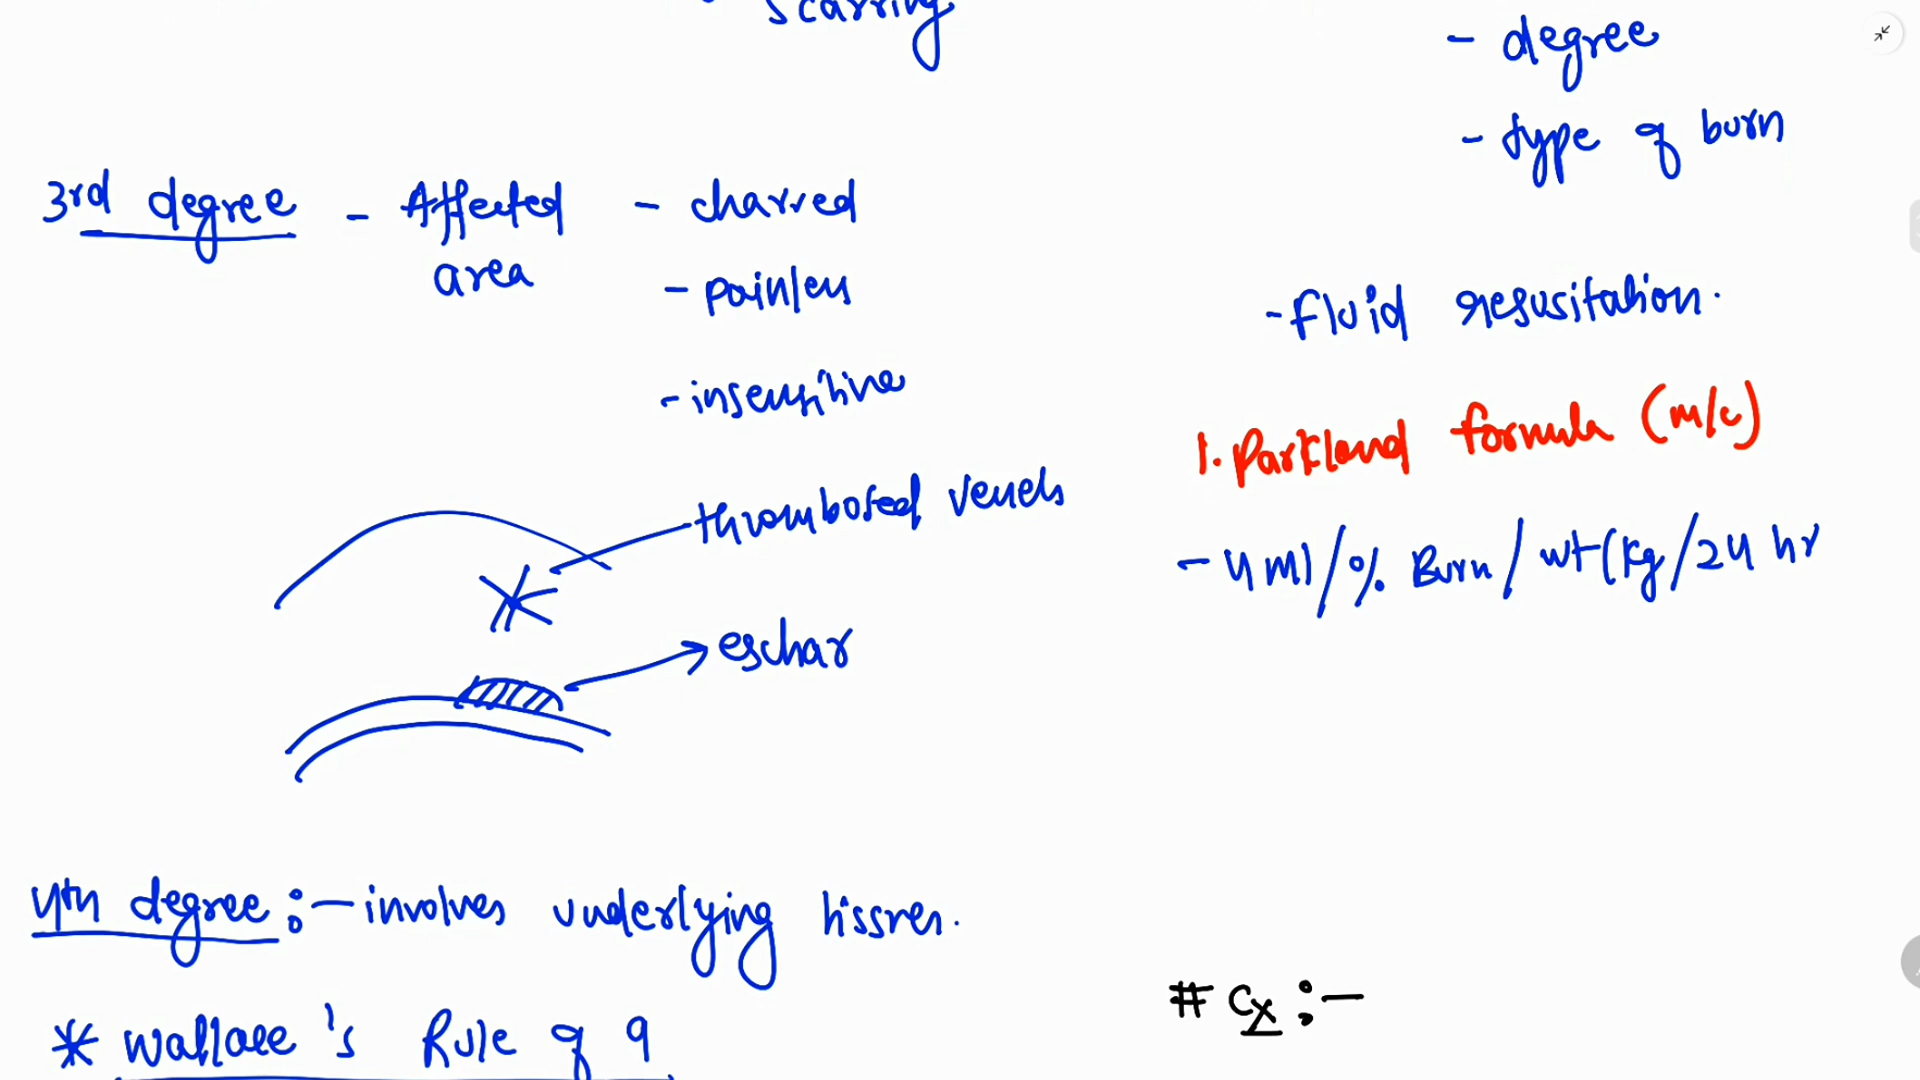 scarring
3rd degree - Affected area
- charred
- painless
- insensitive
thrombosed vessels
eschar
4th degree :- involves underlying tissues.
* Wallace's Rule of 9
- degree
- type of burn
- Fluid resusitation.
1. Parkland formula (m/c)
- 4 ml / % Burn / wt (kg / 24 hr
# Cx :-